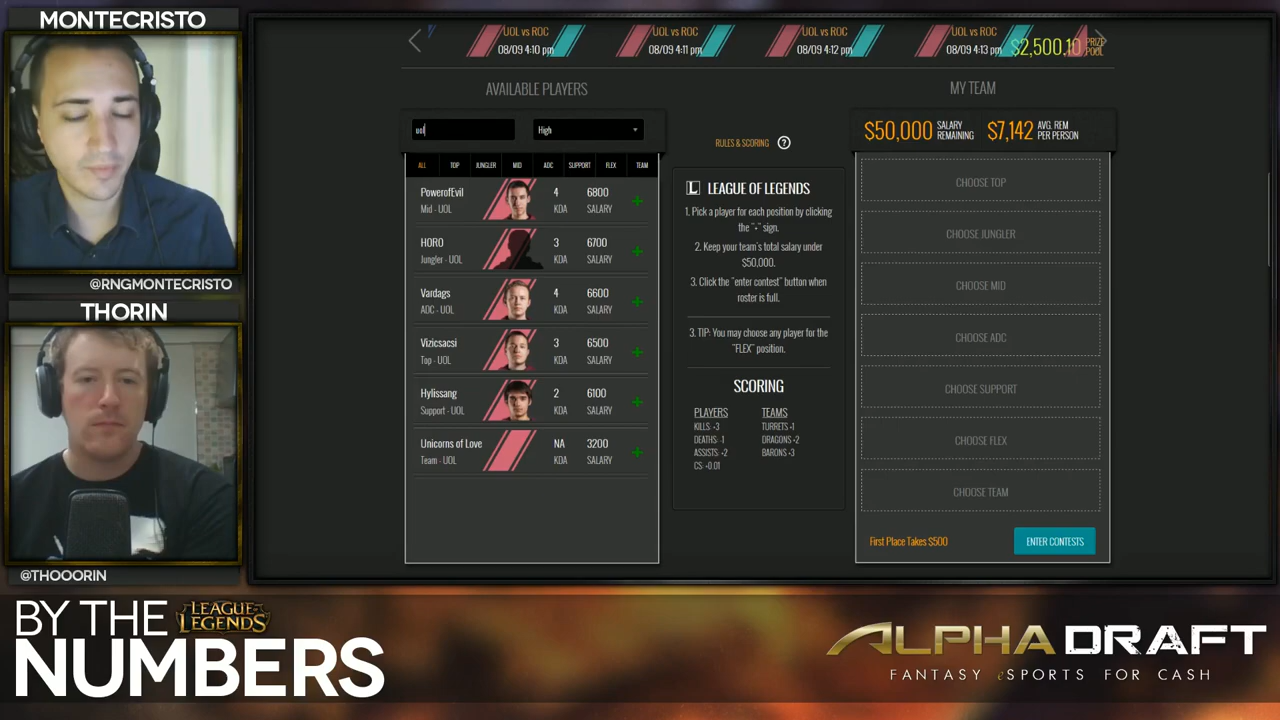 MONTECRISTO
@RNGMONTECRISTO
THORIN
@THOOORIN
UOL vs ROC
08/09 4:10 pm
UOL vs ROC
08/09 4:11 pm
UOL vs ROC
08/09 4:12 pm
UOL vs ROC
08/09 4:13 pm
$2,500.10 PRIZE POOL
AVAILABLE PLAYERS
uol
High
ALL TOP JUNGLER MID ADC SUPPORT FLEX TEAM
PowerofEvil 4 6800
Mid - UOL KDA SALARY
HORO 3 6700
Jungler - UOL KDA SALARY
Vardags 4 6600
ADC - UOL KDA SALARY
Vizicsacsi 3 6500
Top - UOL KDA SALARY
Hylissang 2 6100
Support - UOL KDA SALARY
Unicorns of Love NA 3200
Team - UOL KDA SALARY
RULES & SCORING ?
L LEAGUE OF LEGENDS
1. Pick a player for each position by clicking
the "+" sign.
2. Keep your team's total salary under
$50,000.
3. Click the "enter contest" button when
roster is full.
3. TIP: You may choose any player for the
"FLEX" position.
SCORING
PLAYERS
KILLS: +3
DEATHS: -1
ASSISTS: +2
CS: +0.01
TEAMS
TURRETS +1
DRAGONS +2
BARONS +3
MY TEAM
$50,000 SALARY REMAINING
$7,142 AVG. REM PER PERSON
CHOOSE TOP
CHOOSE JUNGLER
CHOOSE MID
CHOOSE ADC
CHOOSE SUPPORT
CHOOSE FLEX
CHOOSE TEAM
First Place Takes $500
ENTER CONTESTS
BY THE
NUMBERS
LEAGUE OF
LEGENDS
ALPHADRAFT
FANTASY eSPORTS FOR CASH